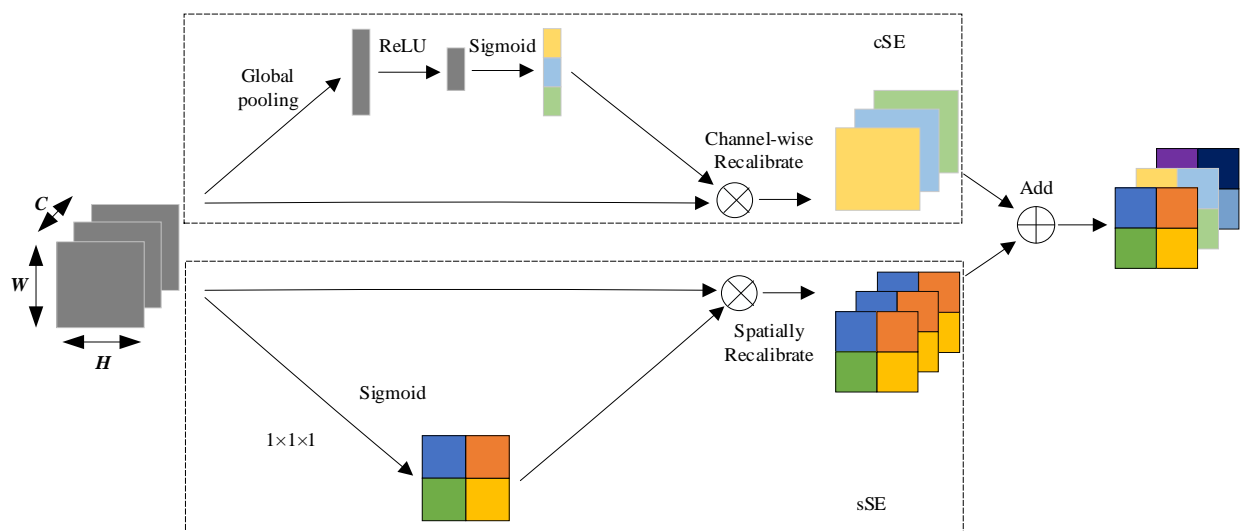 cSE
ReLU
Sigmoid
Global
pooling
Channel-wise
Recalibrate
C
W
H
Add
Spatially
Recalibrate
Sigmoid
1×1×1
sSE